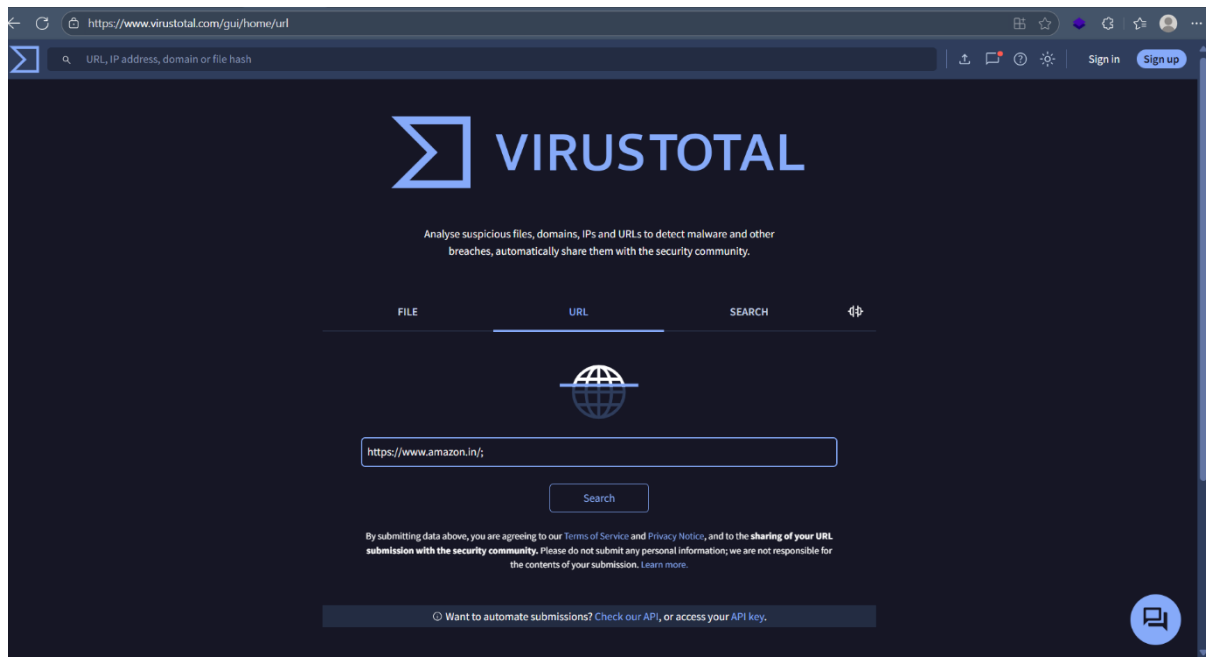 https://www.virustotal.com/gui/home/url
URL, IP address, domain or file hash
Sign in
Sign up
VIRUSTOTAL
Analyse suspicious files, domains, IPs and URLs to detect malware and other
breaches, automatically share them with the security community.
FILE
URL
SEARCH
https://www.amazon.in/;
Search
By submitting data above, you are agreeing to our Terms of Service and Privacy Notice, and to the sharing of your URL
submission with the security community. Please do not submit any personal information; we are not responsible for
the contents of your submission. Learn more.
Want to automate submissions? Check our API, or access your API key.